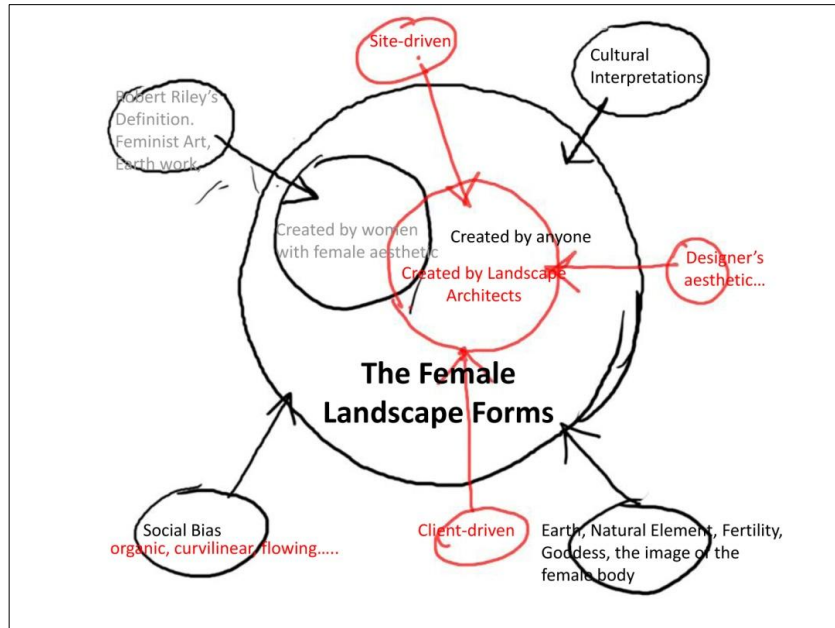 Site-driven
Cultural
Interpretations
Robert Riley's
Definition.
Feminist Art,
Earth work,
Created by women
with female aesthetic
Created by anyone
Created by Landscape
Architects
Designer's
aesthetic...
The Female
Landscape Forms
Social Bias
organic, curvilinear, flowing.....
Client-driven
Earth, Natural Element, Fertility,
Goddess, the image of the
female body